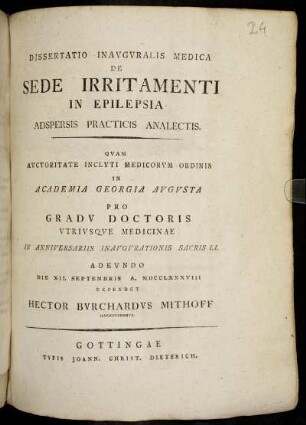 24
DISSERTATIO INAVGVRALIS MEDICA
DE
SEDE IRRITAMENTI
IN EPILEPSIA
ADSPERSIS PRACTICIS ANALECTIS.
QVAM
AVCTORITATE INCLYTI MEDICORVM ORDINIS
IN
ACADEMIA GEORGIA AVGVSTA
PRO
GRADV DOCTORIS
VTRIVSQVE MEDICINAE
IN ANNIVERSARIIS INAVGVRATIONIS SACRIS LI.
ADEVNDO
DIE XII. SEPTEMBRIS A. MDCCLXXXVIII
DEFENDET
HECTOR BVRCHARDVS MITHOFF
GOTTINGAE
TYPIS JOANN. CHRIST. DIETERICH.